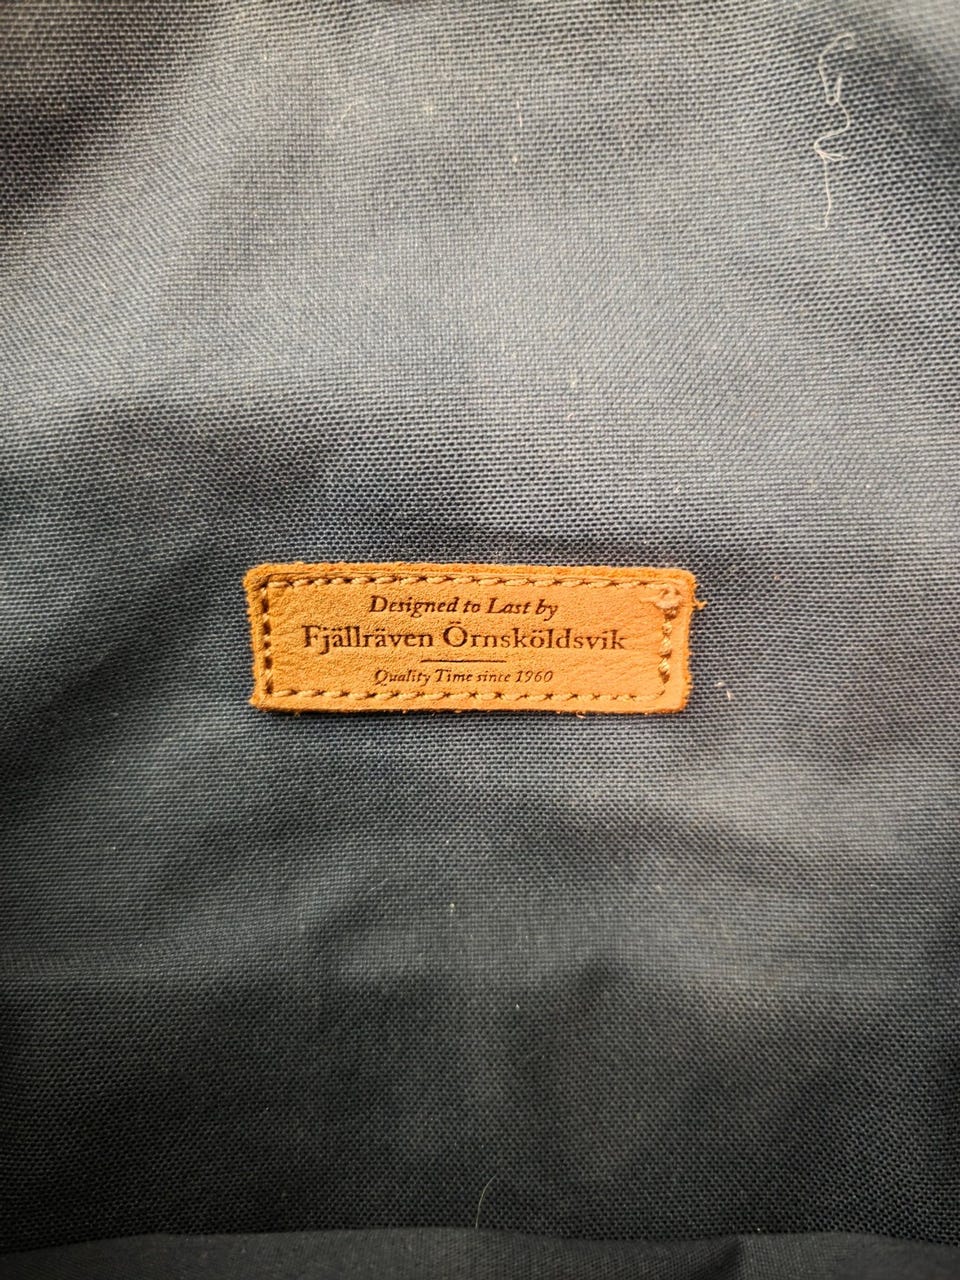 Designed to Last by
Fjällräven Örnsköldsvik
Quality Time since 1960